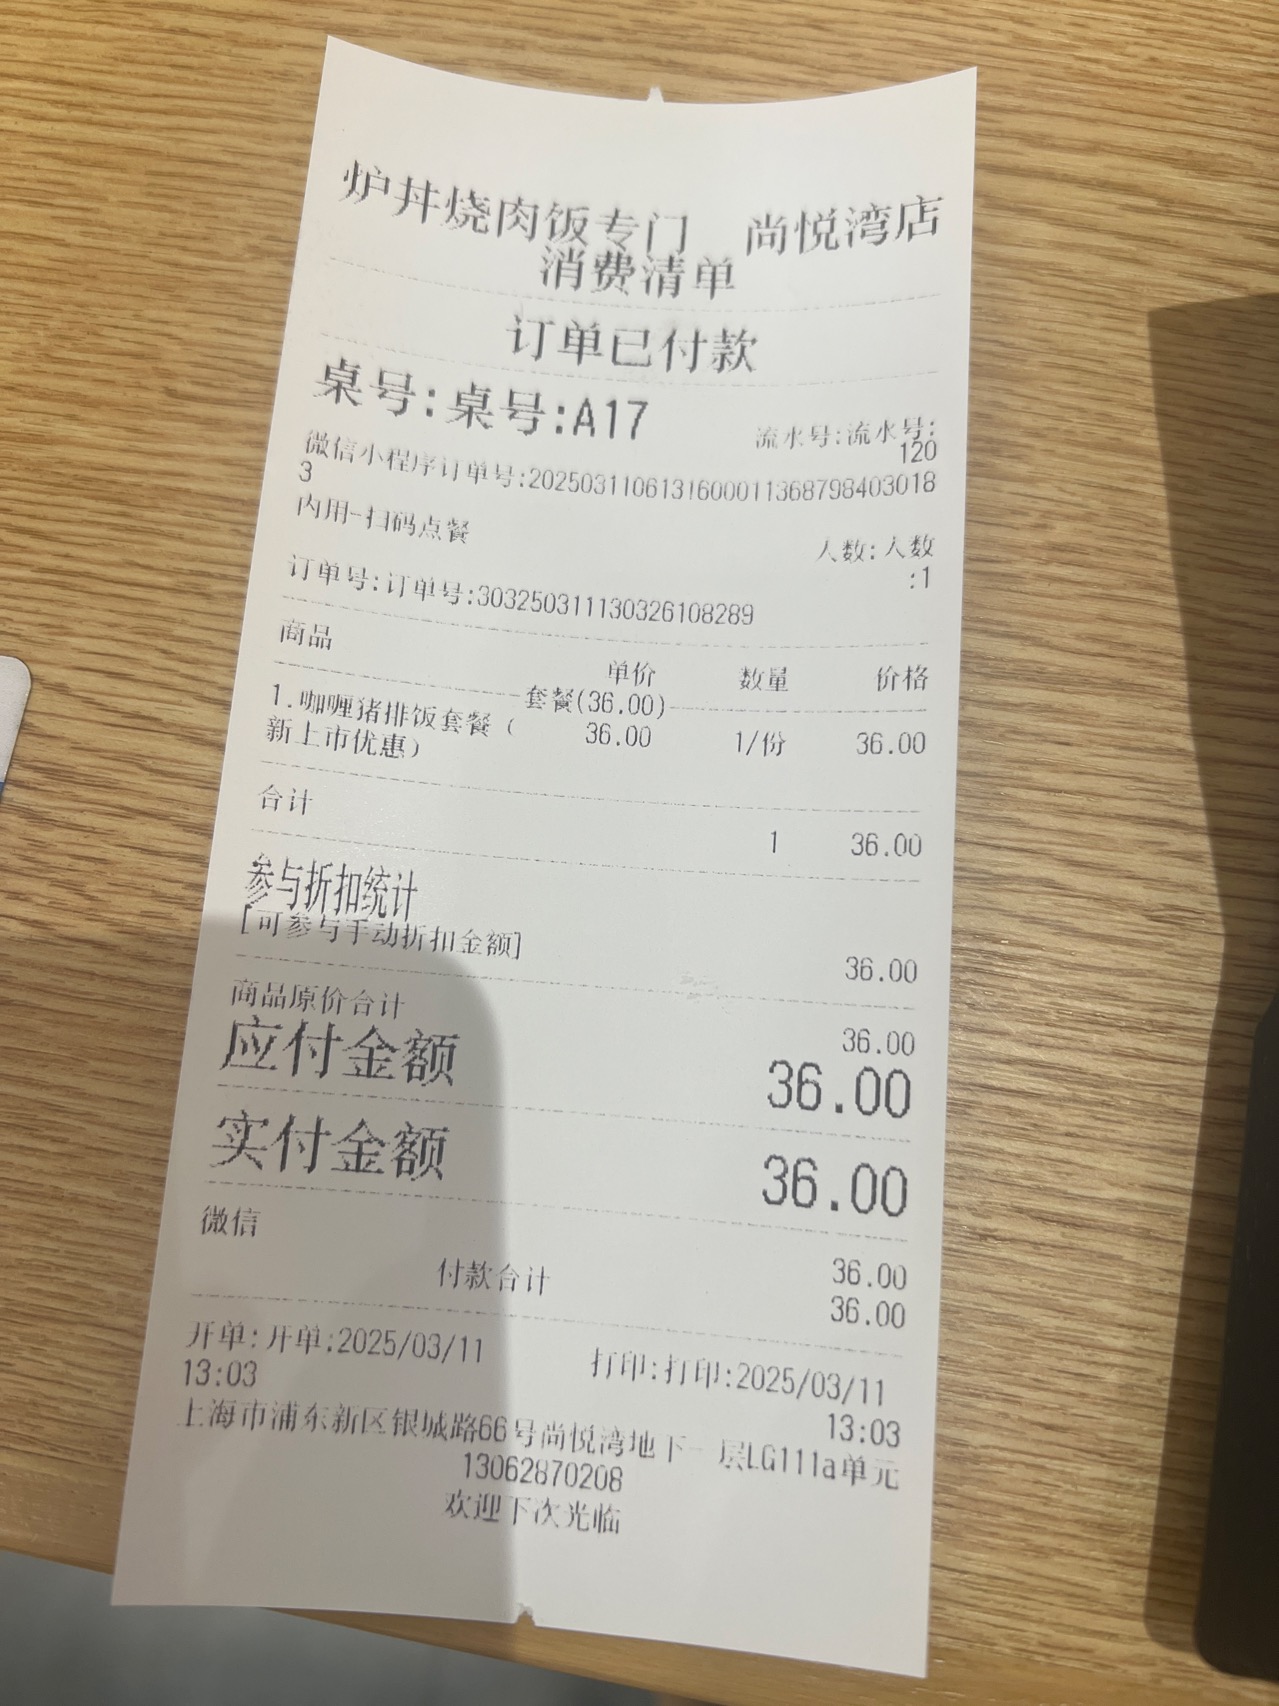 炉丼烧肉饭专门 尚悦湾店
消费清单
订单已付款
桌号:桌号:A17
流水号:流水号:
120
微信小程序订单号:2025031106131600011368798403018
3
内用-扫码点餐
人数:人数
:1
订单号:订单号:3032503111130326108289
商品 单价 数量 价格
套餐(36.00)
1.咖喱猪排饭套餐( 36.00 1/份 36.00
新上市优惠)
合计 1 36.00
参与折扣统计
[可参与手动折扣金额] 36.00
商品原价合计 36.00
应付金额 36.00
实付金额 36.00
微信 36.00
付款合计 36.00
开单:开单:2025/03/11 打印:打印:2025/03/11
13:03 13:03
上海市浦东新区银城路66号尚悦湾地下一层LG111a单元
13062870208
欢迎下次光临